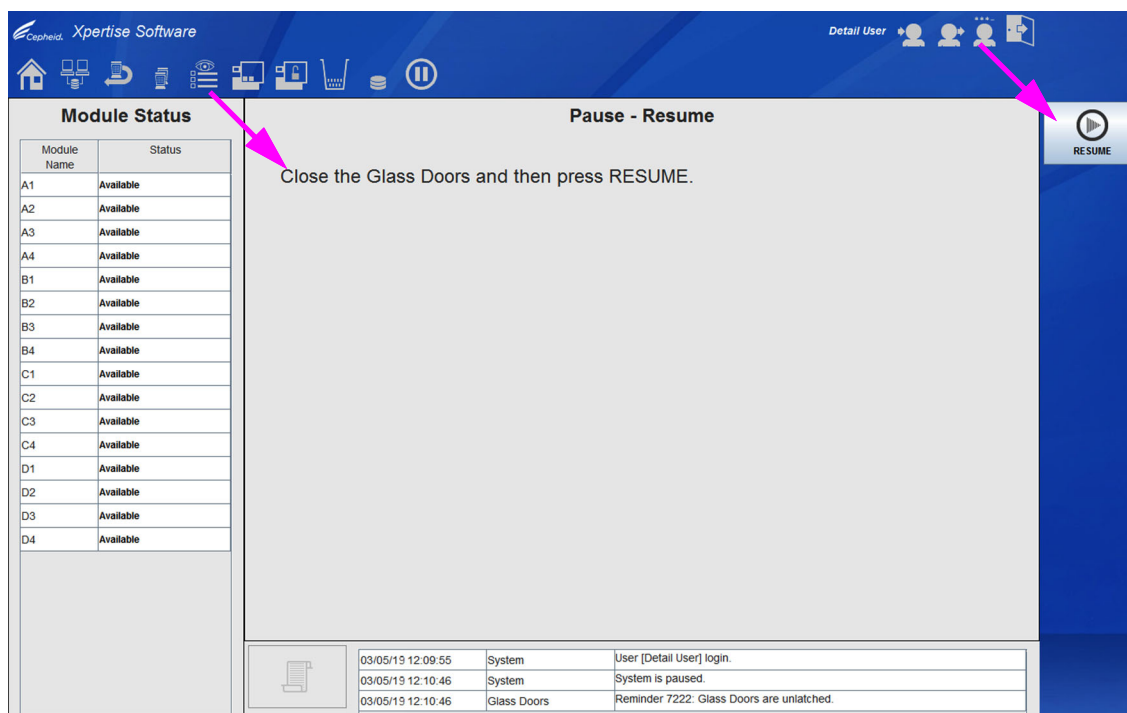 Cepheid. Xpertise Software
Detail User
Module Status
Pause - Resume
Module Name Status
A1 Available
A2 Available
A3 Available
A4 Available
B1 Available
B2 Available
B3 Available
B4 Available
C1 Available
C2 Available
C3 Available
C4 Available
D1 Available
D2 Available
D3 Available
D4 Available
Close the Glass Doors and then press RESUME.
RESUME
03/05/19 12:09:55 System User [Detail User] login.
03/05/19 12:10:46 System System is paused.
03/05/19 12:10:46 Glass Doors Reminder 7222: Glass Doors are unlatched.